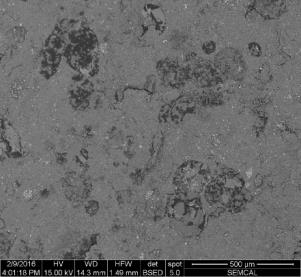 2/9/2016 HV WD HFW det spot 500 µm
4:01:18 PM 15.00 kV 14.3 mm 1.49 mm BSED 5.0 SEMCAL